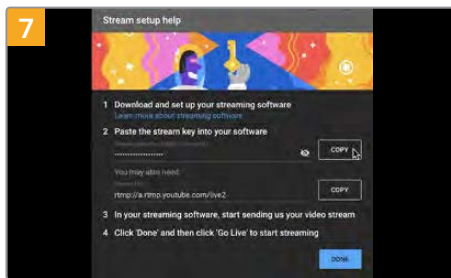 7
Stream setup help
1 Download and set up your streaming software
Learn more about streaming software
2 Paste the stream key into your software
COPY
You may also need:
rtmp://a.rtmp.youtube.com/live2
COPY
3 In your streaming software, start sending us your video stream
4 Click 'Done' and then click 'Go Live' to start streaming
DONE